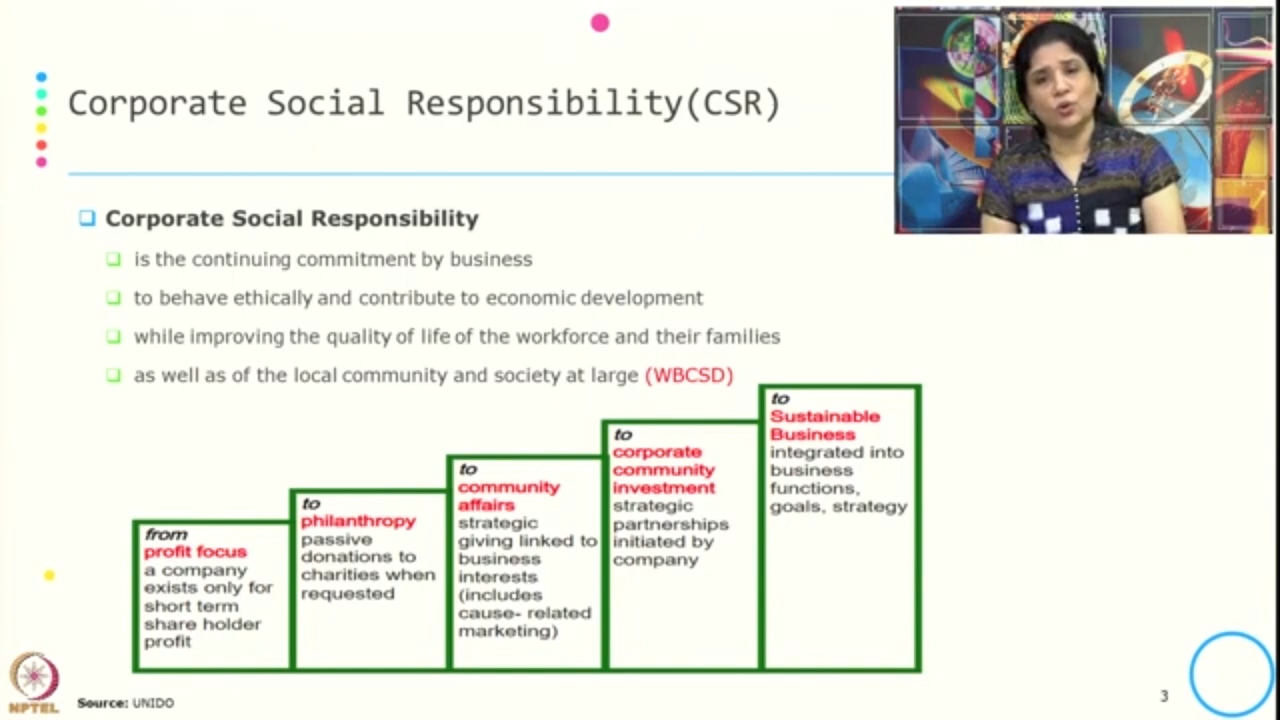 Corporate Social Responsibility(CSR)
Corporate Social Responsibility
is the continuing commitment by business
to behave ethically and contribute to economic development
while improving the quality of life of the workforce and their families
as well as of the local community and society at large (WBCSD)
from
profit focus
a company
exists only for
short term
share holder
profit
to
philanthropy
passive
donations to
charities when
requested
to
community
affairs
strategic
giving linked to
business
interests
(includes
cause- related
marketing)
to
corporate
community
investment
strategic
partnerships
initiated by
company
to
Sustainable
Business
integrated into
business
functions,
goals, strategy
NPTEL
Source: UNIDO
3